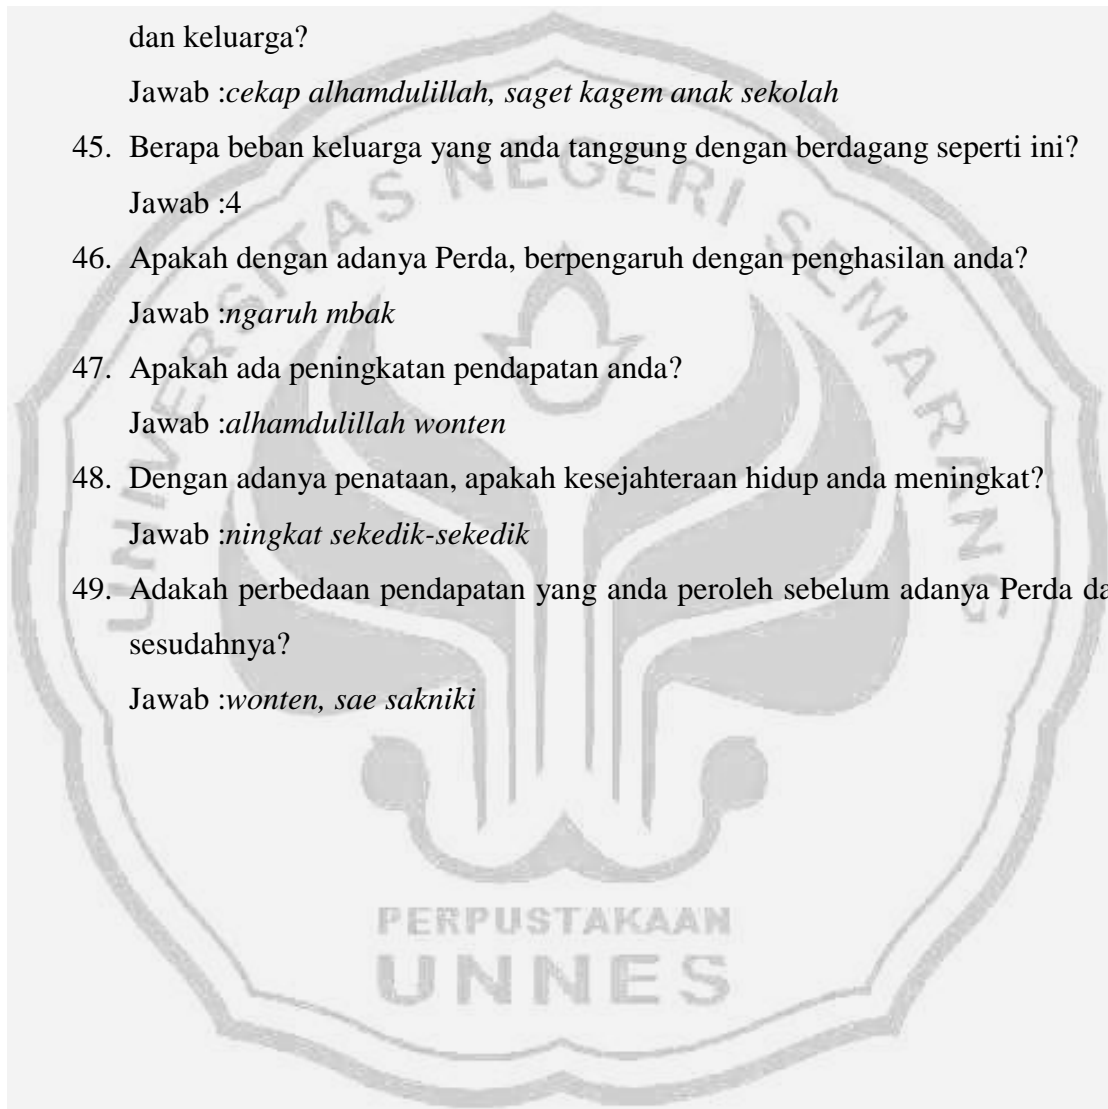 dan keluarga?
Jawab :cekap alhamdulillah, saget kagem anak sekolah
45. Berapa beban keluarga yang anda tanggung dengan berdagang seperti ini?
Jawab :4
46. Apakah dengan adanya Perda, berpengaruh dengan penghasilan anda?
Jawab :ngaruh mbak
47. Apakah ada peningkatan pendapatan anda?
Jawab :alhamdulillah wonten
48. Dengan adanya penataan, apakah kesejahteraan hidup anda meningkat?
Jawab :ningkat sekedik-sekedik
49. Adakah perbedaan pendapatan yang anda peroleh sebelum adanya Perda da
sesudahnya?
Jawab :wonten, sae sakniki
UNIVERSITAS NEGERI SEMARANG
PERPUSTAKAAN
UNNES